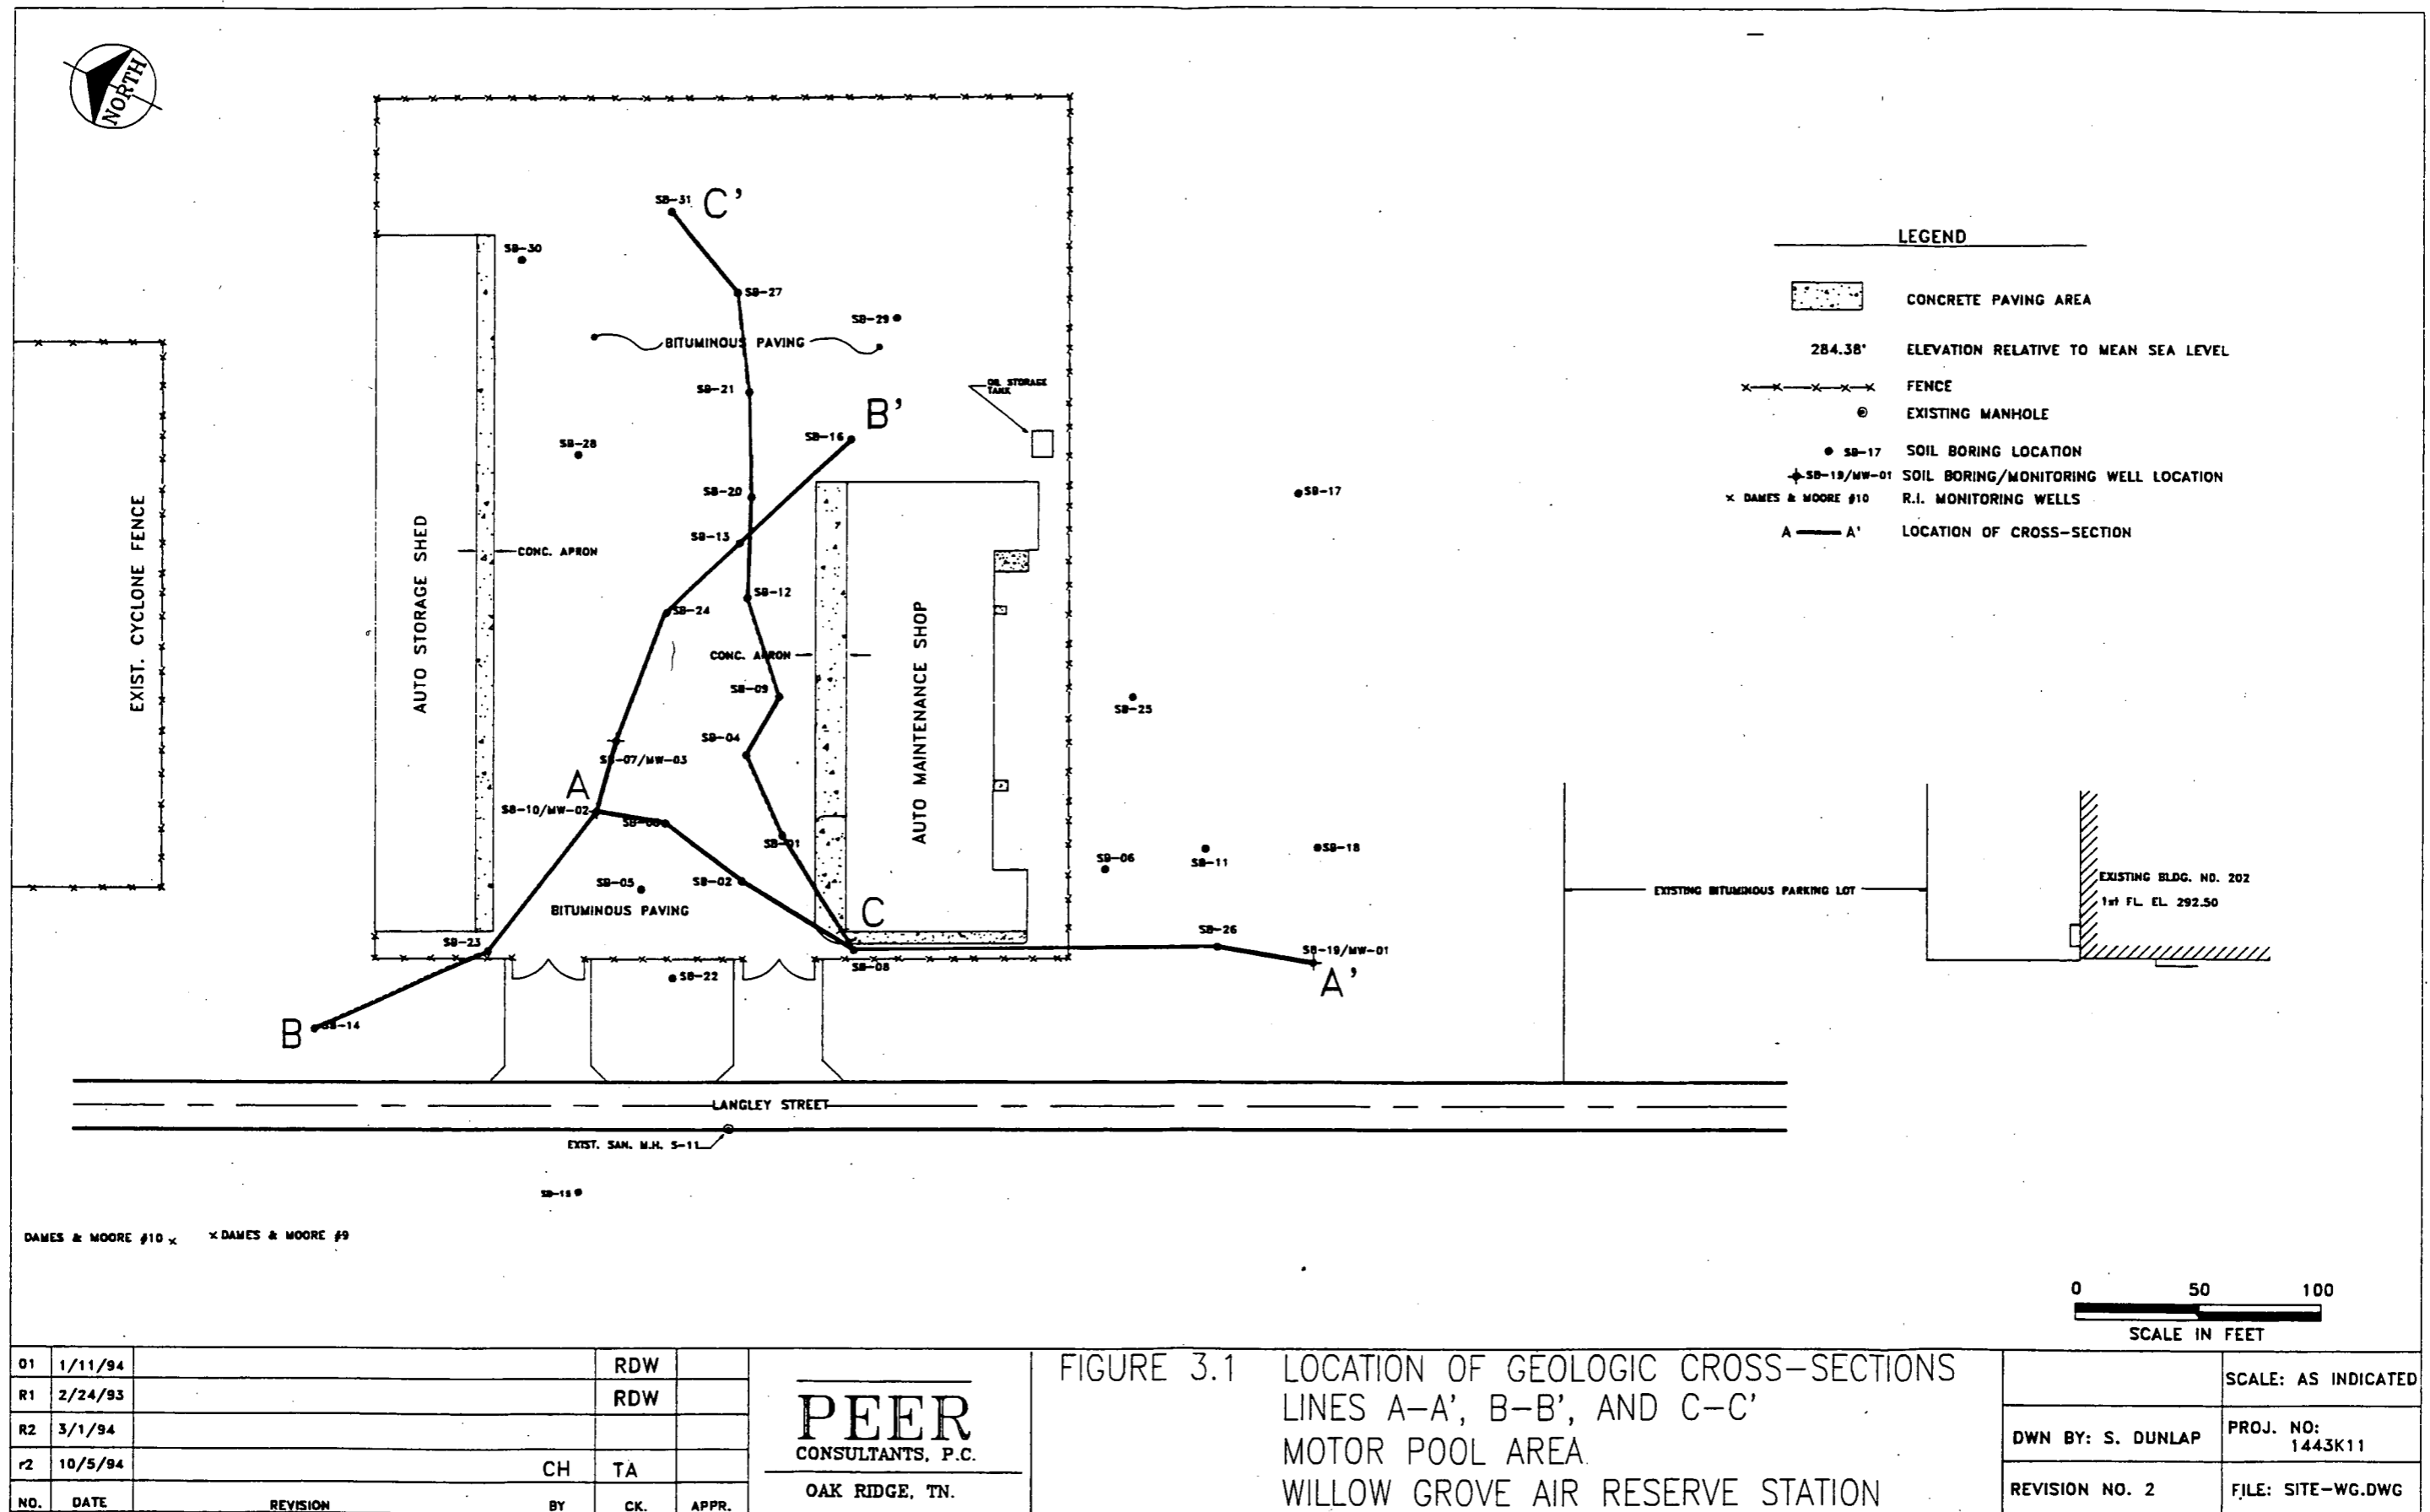 NORTH
SB-31 C'
SB-30
SB-27
SB-29
BITUMINOUS PAVING
SB-21
OIL STORAGE
TANK
B'
SB-16
SB-28
SB-20
SB-17
SB-13
CONC. APRON
SB-12
SB-24
EXIST. CYCLONE FENCE
AUTO STORAGE SHED
AUTO MAINTENANCE SHOP
CONC. APRON
SB-09
SB-25
SB-04
SB-07/MW-03
A
SB-10/MW-02
SB-01
SB-06
SB-11
SB-18
SB-05
SB-02
BITUMINOUS PAVING
C
SB-23
SB-26
SB-08
SB-19/MW-01
A'
SB-22
B
SB-14
EXISTING BITUMINOUS PARKING LOT
EXISTING BLDG. NO. 202
1st FL. EL. 292.50
LANGLEY STREET
EXIST. SAN. M.H. S-11
SB-15
DAMES & MOORE #10 x
x DAMES & MOORE #9
LEGEND
CONCRETE PAVING AREA
284.38' ELEVATION RELATIVE TO MEAN SEA LEVEL
FENCE
EXISTING MANHOLE
SB-17 SOIL BORING LOCATION
SB-19/MW-01 SOIL BORING/MONITORING WELL LOCATION
x DAMES & MOORE #10 R.I. MONITORING WELLS
A A' LOCATION OF CROSS-SECTION
0 50 100
SCALE IN FEET
01 1/11/94 RDW
R1 2/24/93 RDW
R2 3/1/94
r2 10/5/94 CH TA
NO. DATE REVISION BY CK. APPR.
PEER
CONSULTANTS, P.C.
OAK RIDGE, TN.
FIGURE 3.1 LOCATION OF GEOLOGIC CROSS-SECTIONS
LINES A-A', B-B', AND C-C'
MOTOR POOL AREA
WILLOW GROVE AIR RESERVE STATION
SCALE: AS INDICATED
DWN BY: S. DUNLAP
PROJ. NO:
1443K11
REVISION NO. 2
FILE: SITE-WG.DWG